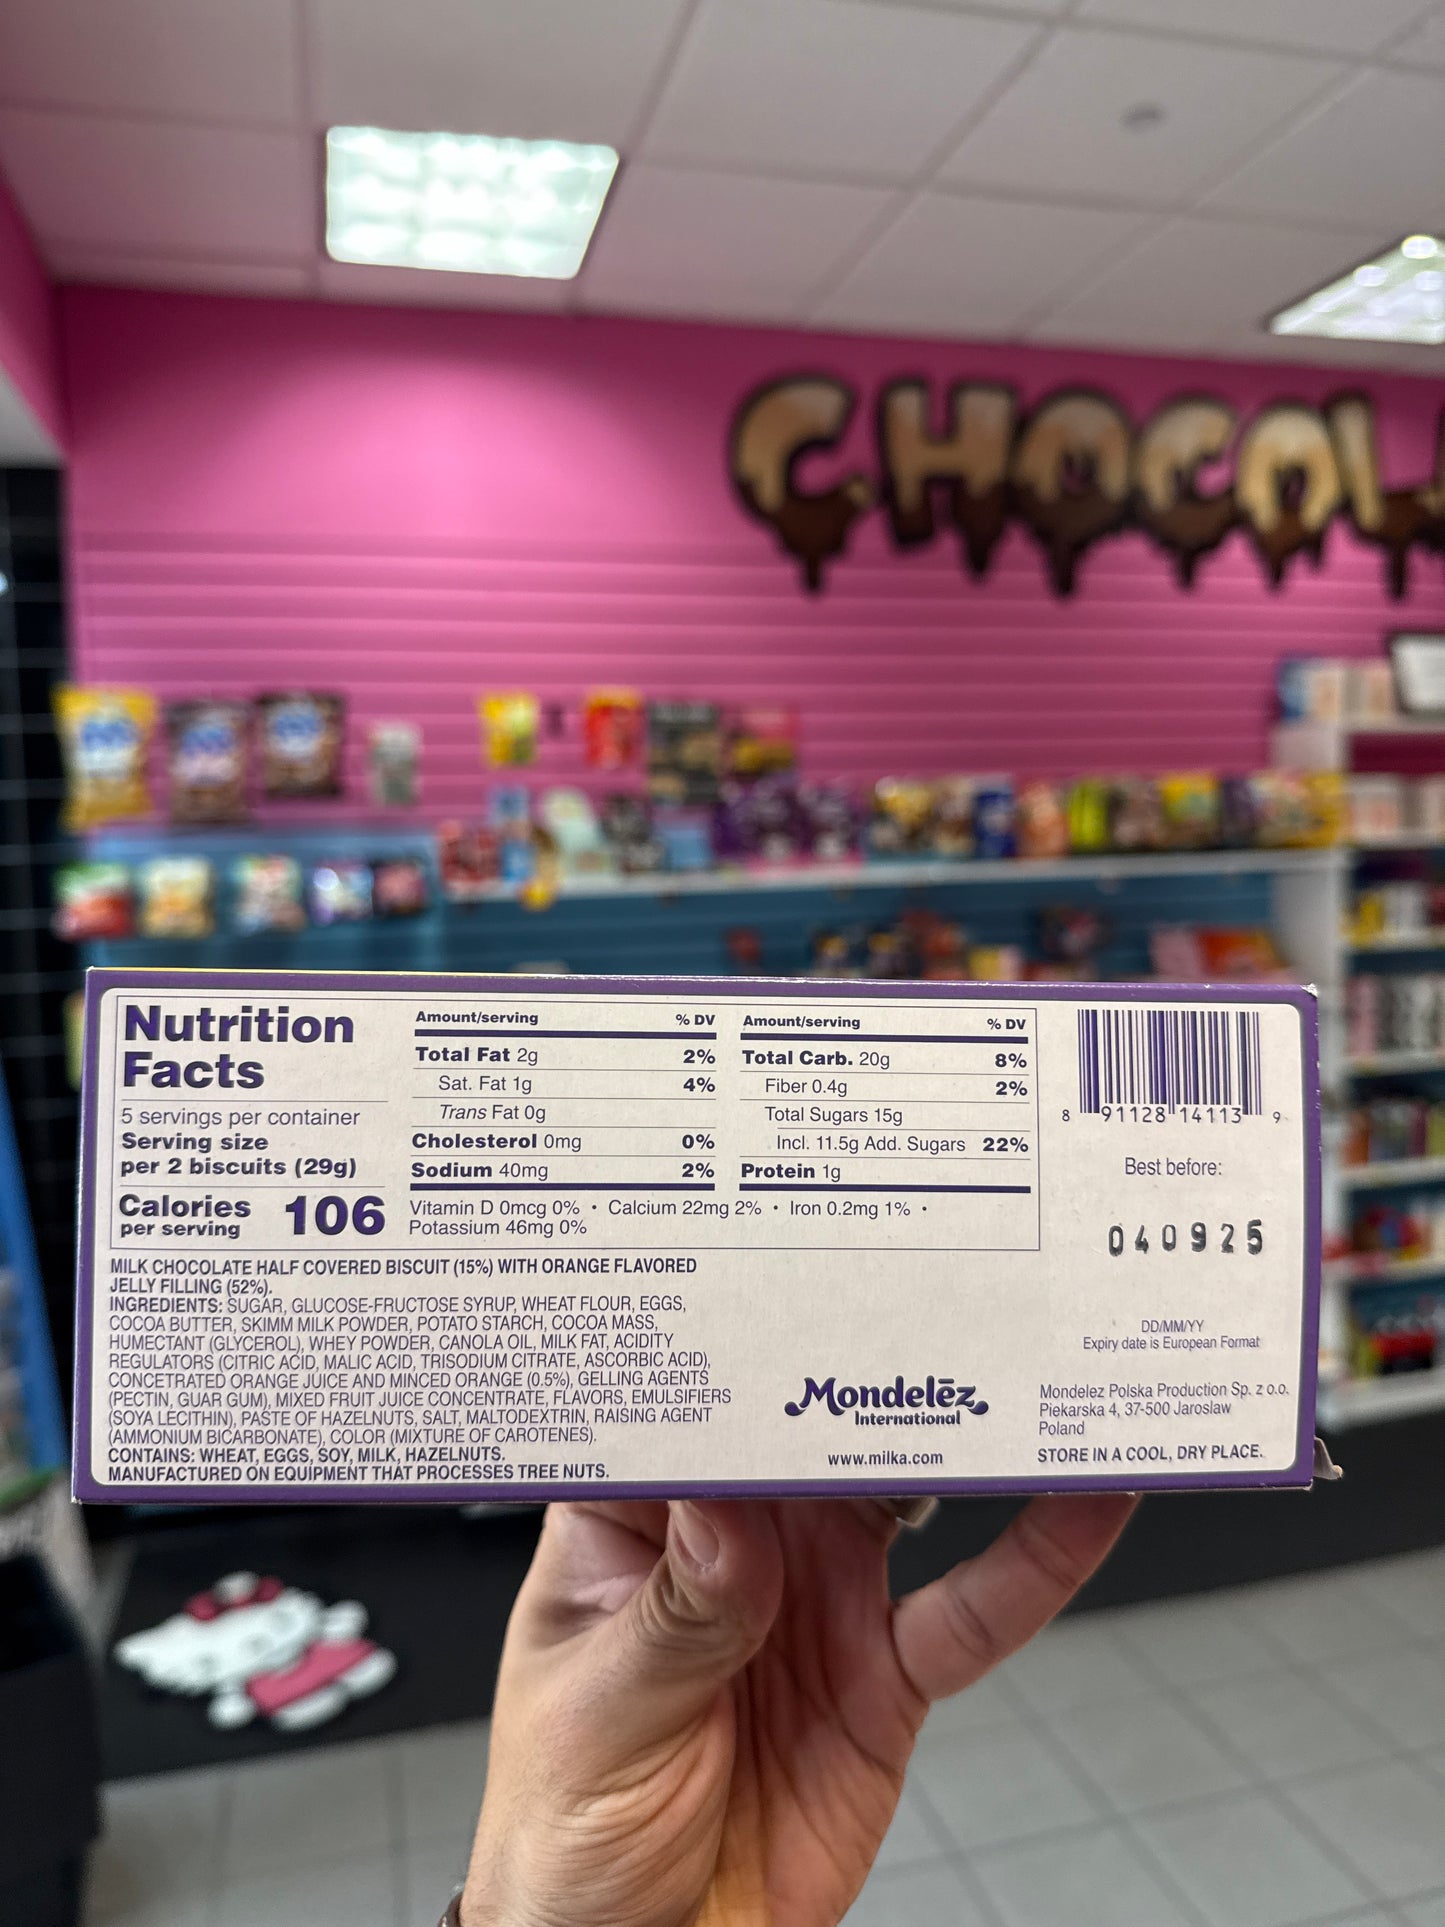 CHOCOL
Nutrition
Facts
5 servings per container
Serving size
per 2 biscuits (29g)
Calories 106
per serving
Amount/serving % DV
Total Fat 2g 2%
Sat. Fat 1g 4%
Trans Fat 0g
Cholesterol 0mg 0%
Sodium 40mg 2%
Amount/serving % DV
Total Carb. 20g 8%
Fiber 0.4g 2%
Total Sugars 15g
Incl. 11.5g Add. Sugars 22%
Protein 1g
Vitamin D 0mcg 0% • Calcium 22mg 2% • Iron 0.2mg 1% •
Potassium 46mg 0%
MILK CHOCOLATE HALF COVERED BISCUIT (15%) WITH ORANGE FLAVORED
JELLY FILLING (52%).
INGREDIENTS: SUGAR, GLUCOSE-FRUCTOSE SYRUP, WHEAT FLOUR, EGGS,
COCOA BUTTER, SKIMM MILK POWDER, POTATO STARCH, COCOA MASS,
HUMECTANT (GLYCEROL), WHEY POWDER, CANOLA OIL, MILK FAT, ACIDITY
REGULATORS (CITRIC ACID, MALIC ACID, TRISODIUM CITRATE, ASCORBIC ACID),
CONCETRATED ORANGE JUICE AND MINCED ORANGE (0.5%), GELLING AGENTS
(PECTIN, GUAR GUM), MIXED FRUIT JUICE CONCENTRATE, FLAVORS, EMULSIFIERS
(SOYA LECITHIN), PASTE OF HAZELNUTS, SALT, MALTODEXTRIN, RAISING AGENT
(AMMONIUM BICARBONATE), COLOR (MIXTURE OF CAROTENES).
CONTAINS: WHEAT, EGGS, SOY, MILK, HAZELNUTS.
MANUFACTURED ON EQUIPMENT THAT PROCESSES TREE NUTS.
Mondelēz
International
www.milka.com
8 91128 14113 9
Best before:
040925
DD/MM/YY
Expiry date is European Format
Mondelez Polska Production Sp. z o.o.
Piekarska 4, 37-500 Jaroslaw
Poland
STORE IN A COOL, DRY PLACE.